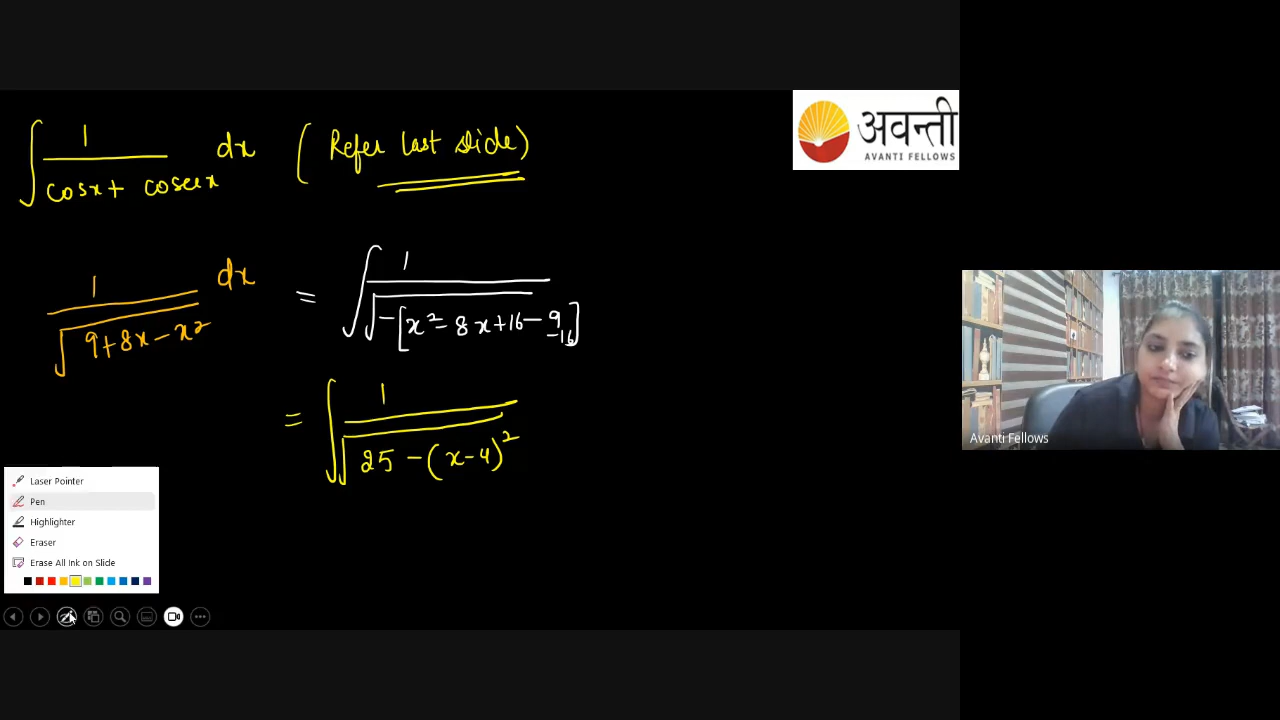 ∫ 1 / (cosx + cosecx) dx ( Refer last slide)
अवन्ती
AVANTI FELLOWS
1 / √(9+8x-x²) dx = ∫ 1 / √(-[x²-8x+16-9-16])
= ∫ 1 / √(25-(x-4)²)
Avanti Fellows
Laser Pointer
Pen
Highlighter
Eraser
Erase All Ink on Slide